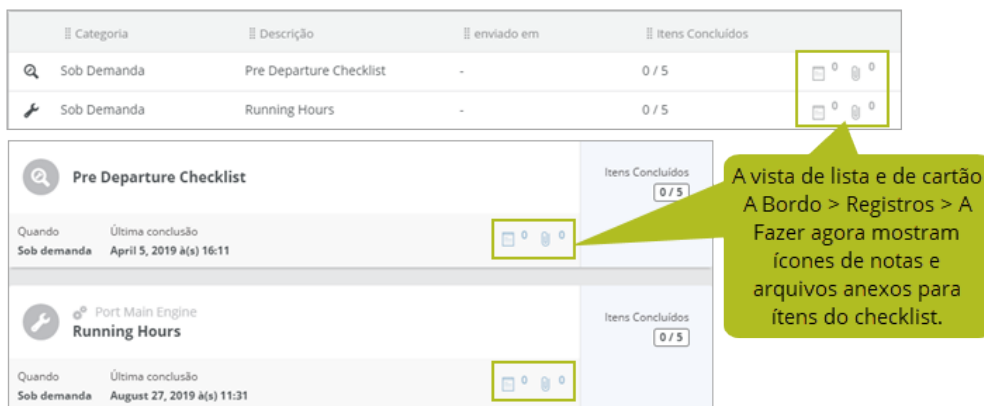 Categoria Descrição enviado em Itens Concluídos
Sob Demanda Pre Departure Checklist - 0 / 5 0 0
Sob Demanda Running Hours - 0 / 5 0 0
Pre Departure Checklist
Itens Concluídos
0 / 5
Quando Última conclusão
Sob demanda April 5, 2019 à(s) 16:11
0 0
Port Main Engine
Running Hours
Itens Concluídos
0 / 5
Quando Última conclusão
Sob demanda August 27, 2019 à(s) 11:31
0 0
A vista de lista e de cartão
A Bordo > Registros > A
Fazer agora mostram
ícones de notas e
arquivos anexos para
ítens do checklist.